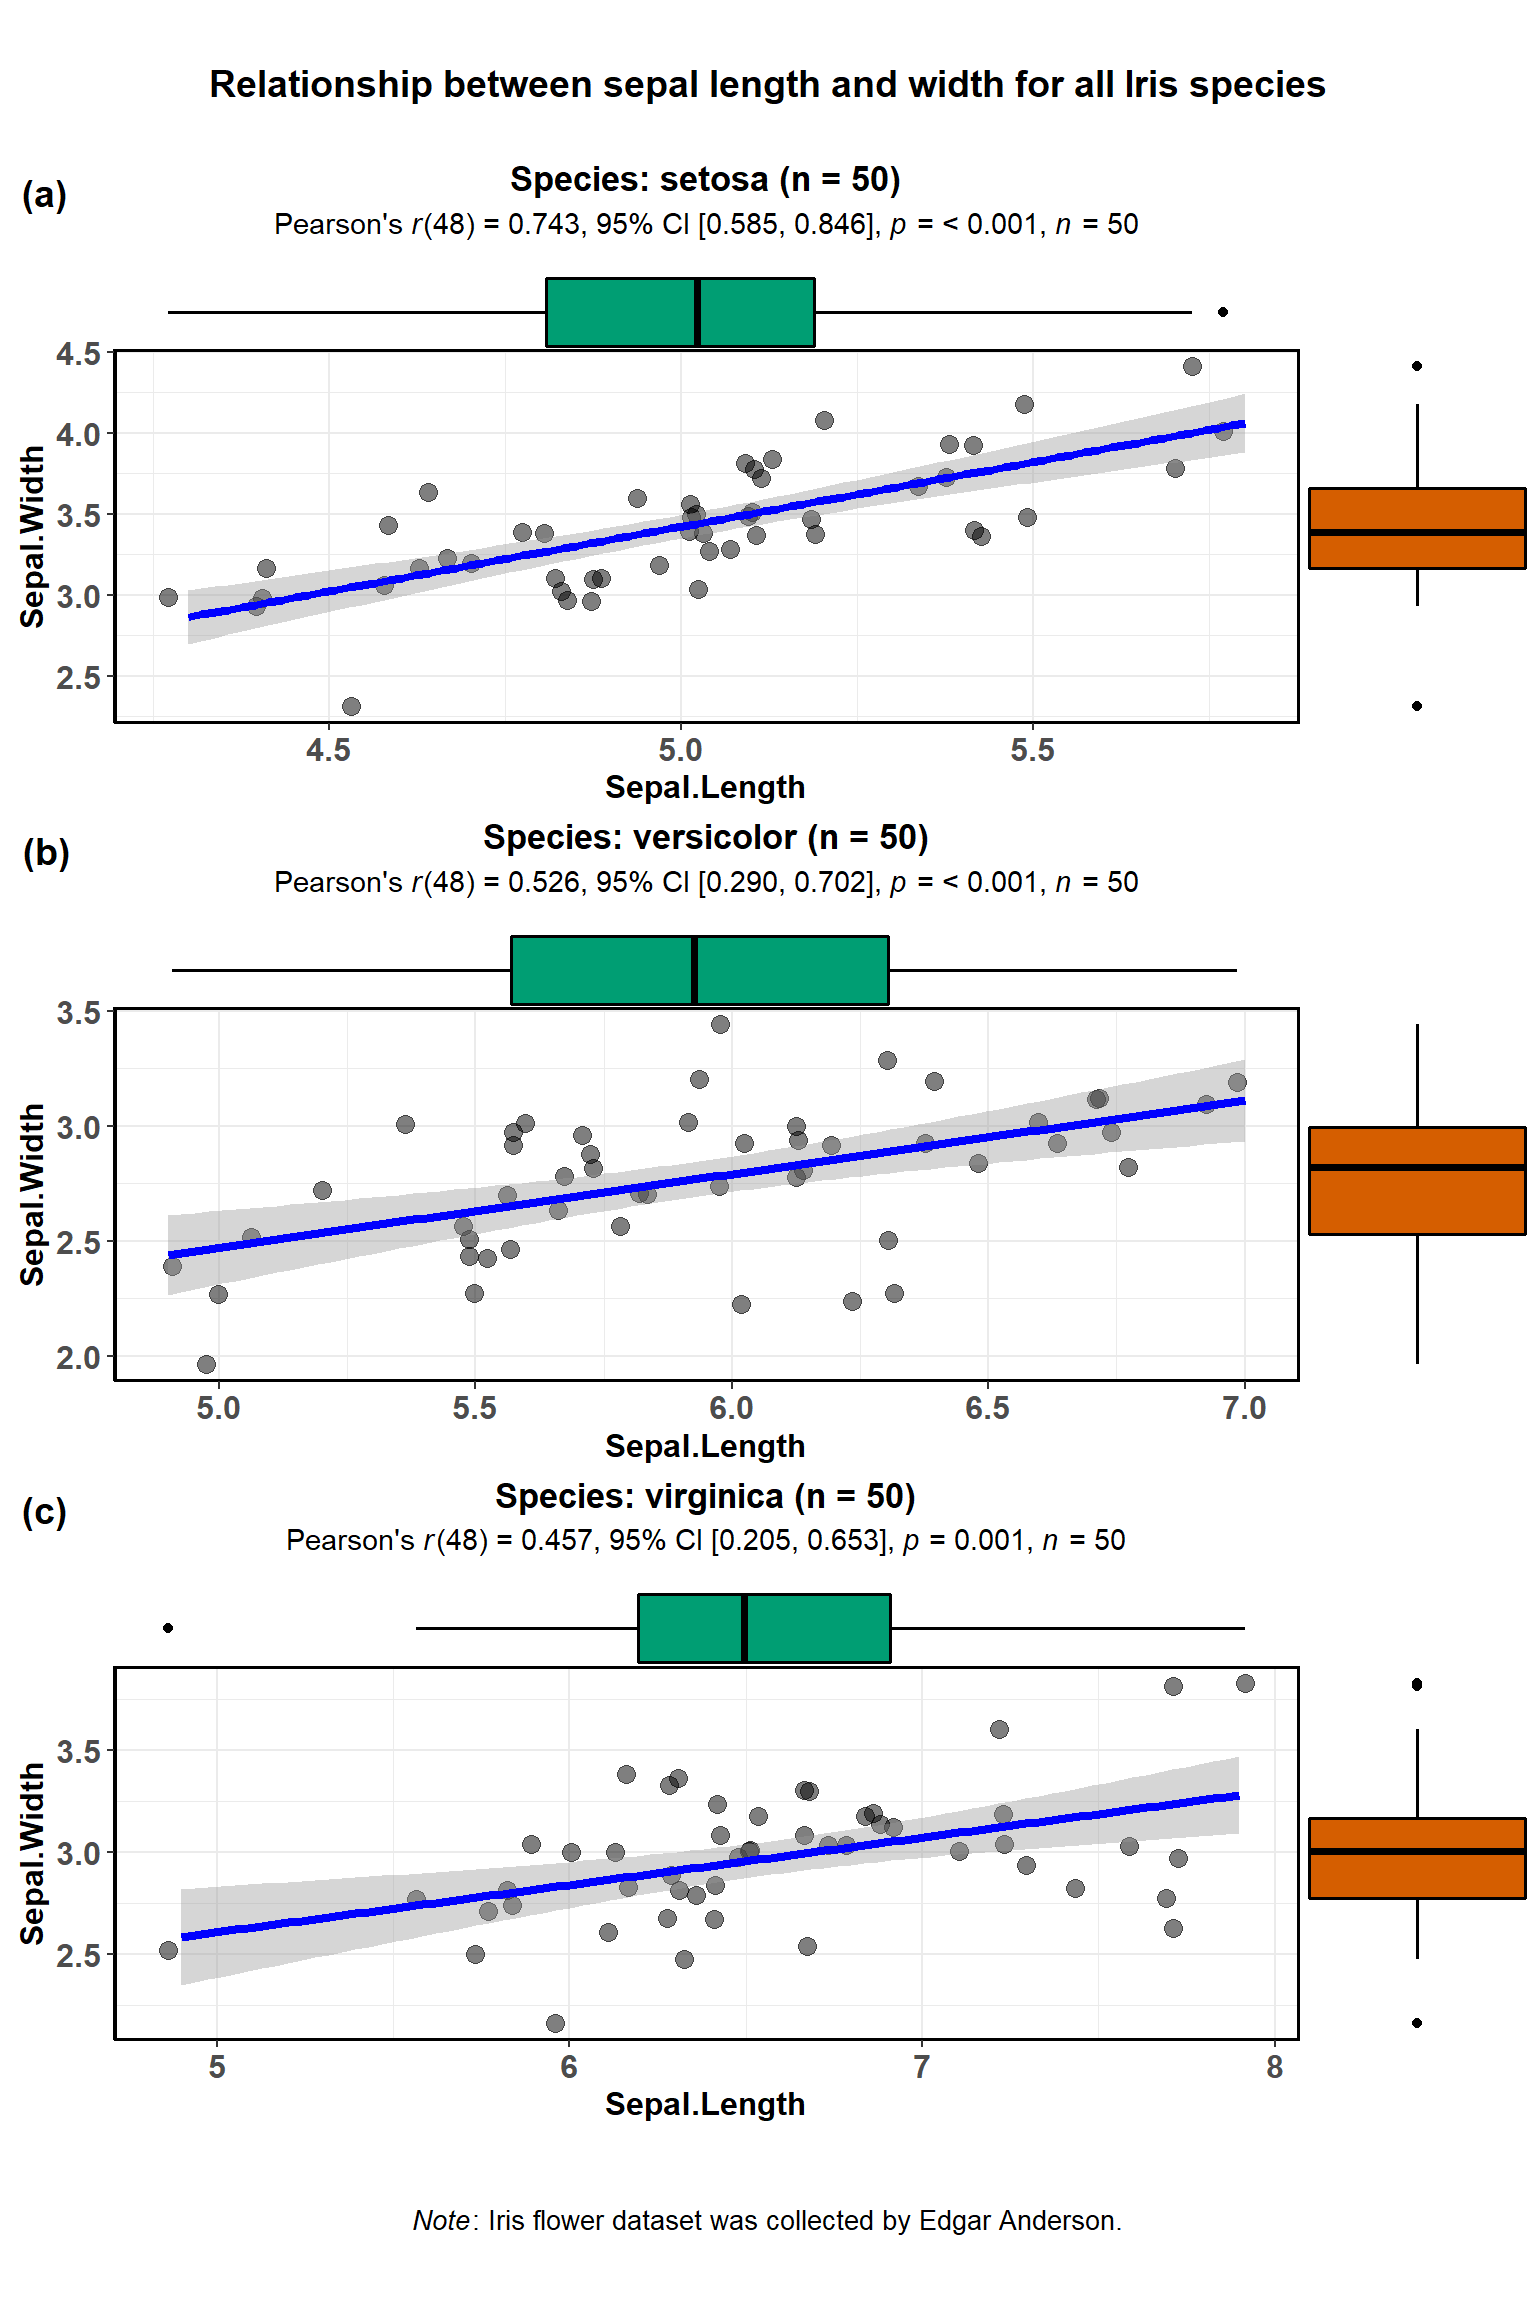 Relationship between sepal length and width for all Iris species
(a)
Species: setosa (n = 50)
Pearson's r(48) = 0.743, 95% CI [0.585, 0.846], p = < 0.001, n = 50
4.5
4.0
3.5
3.0
2.5
Sepal.Width
4.5 5.0 5.5
Sepal.Length
(b)
Species: versicolor (n = 50)
Pearson's r(48) = 0.526, 95% CI [0.290, 0.702], p = < 0.001, n = 50
3.5
3.0
2.5
2.0
Sepal.Width
5.0 5.5 6.0 6.5 7.0
Sepal.Length
(c)
Species: virginica (n = 50)
Pearson's r(48) = 0.457, 95% CI [0.205, 0.653], p = 0.001, n = 50
3.5
3.0
2.5
Sepal.Width
5 6 7 8
Sepal.Length
Note: Iris flower dataset was collected by Edgar Anderson.